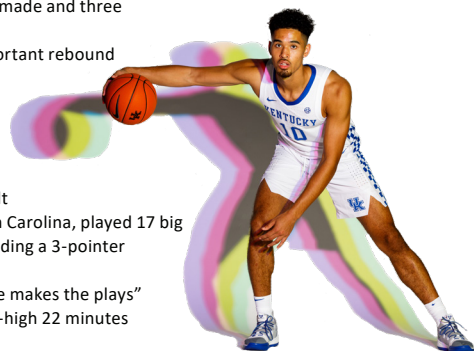 made and three
ortant rebound
KENTUCKY
10
UK
lt
Carolina, played 17 big
ding a 3-pointer
e makes the plays”
-high 22 minutes